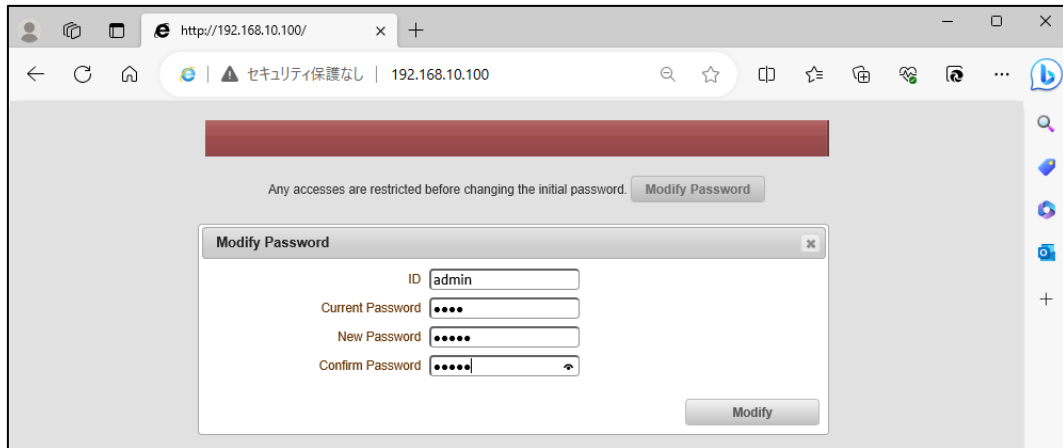 http://192.168.10.100/
セキュリティ保護なし 192.168.10.100
Any accesses are restricted before changing the initial password. Modify Password
Modify Password
ID admin
Current Password ••••
New Password •••••
Confirm Password •••••
Modify